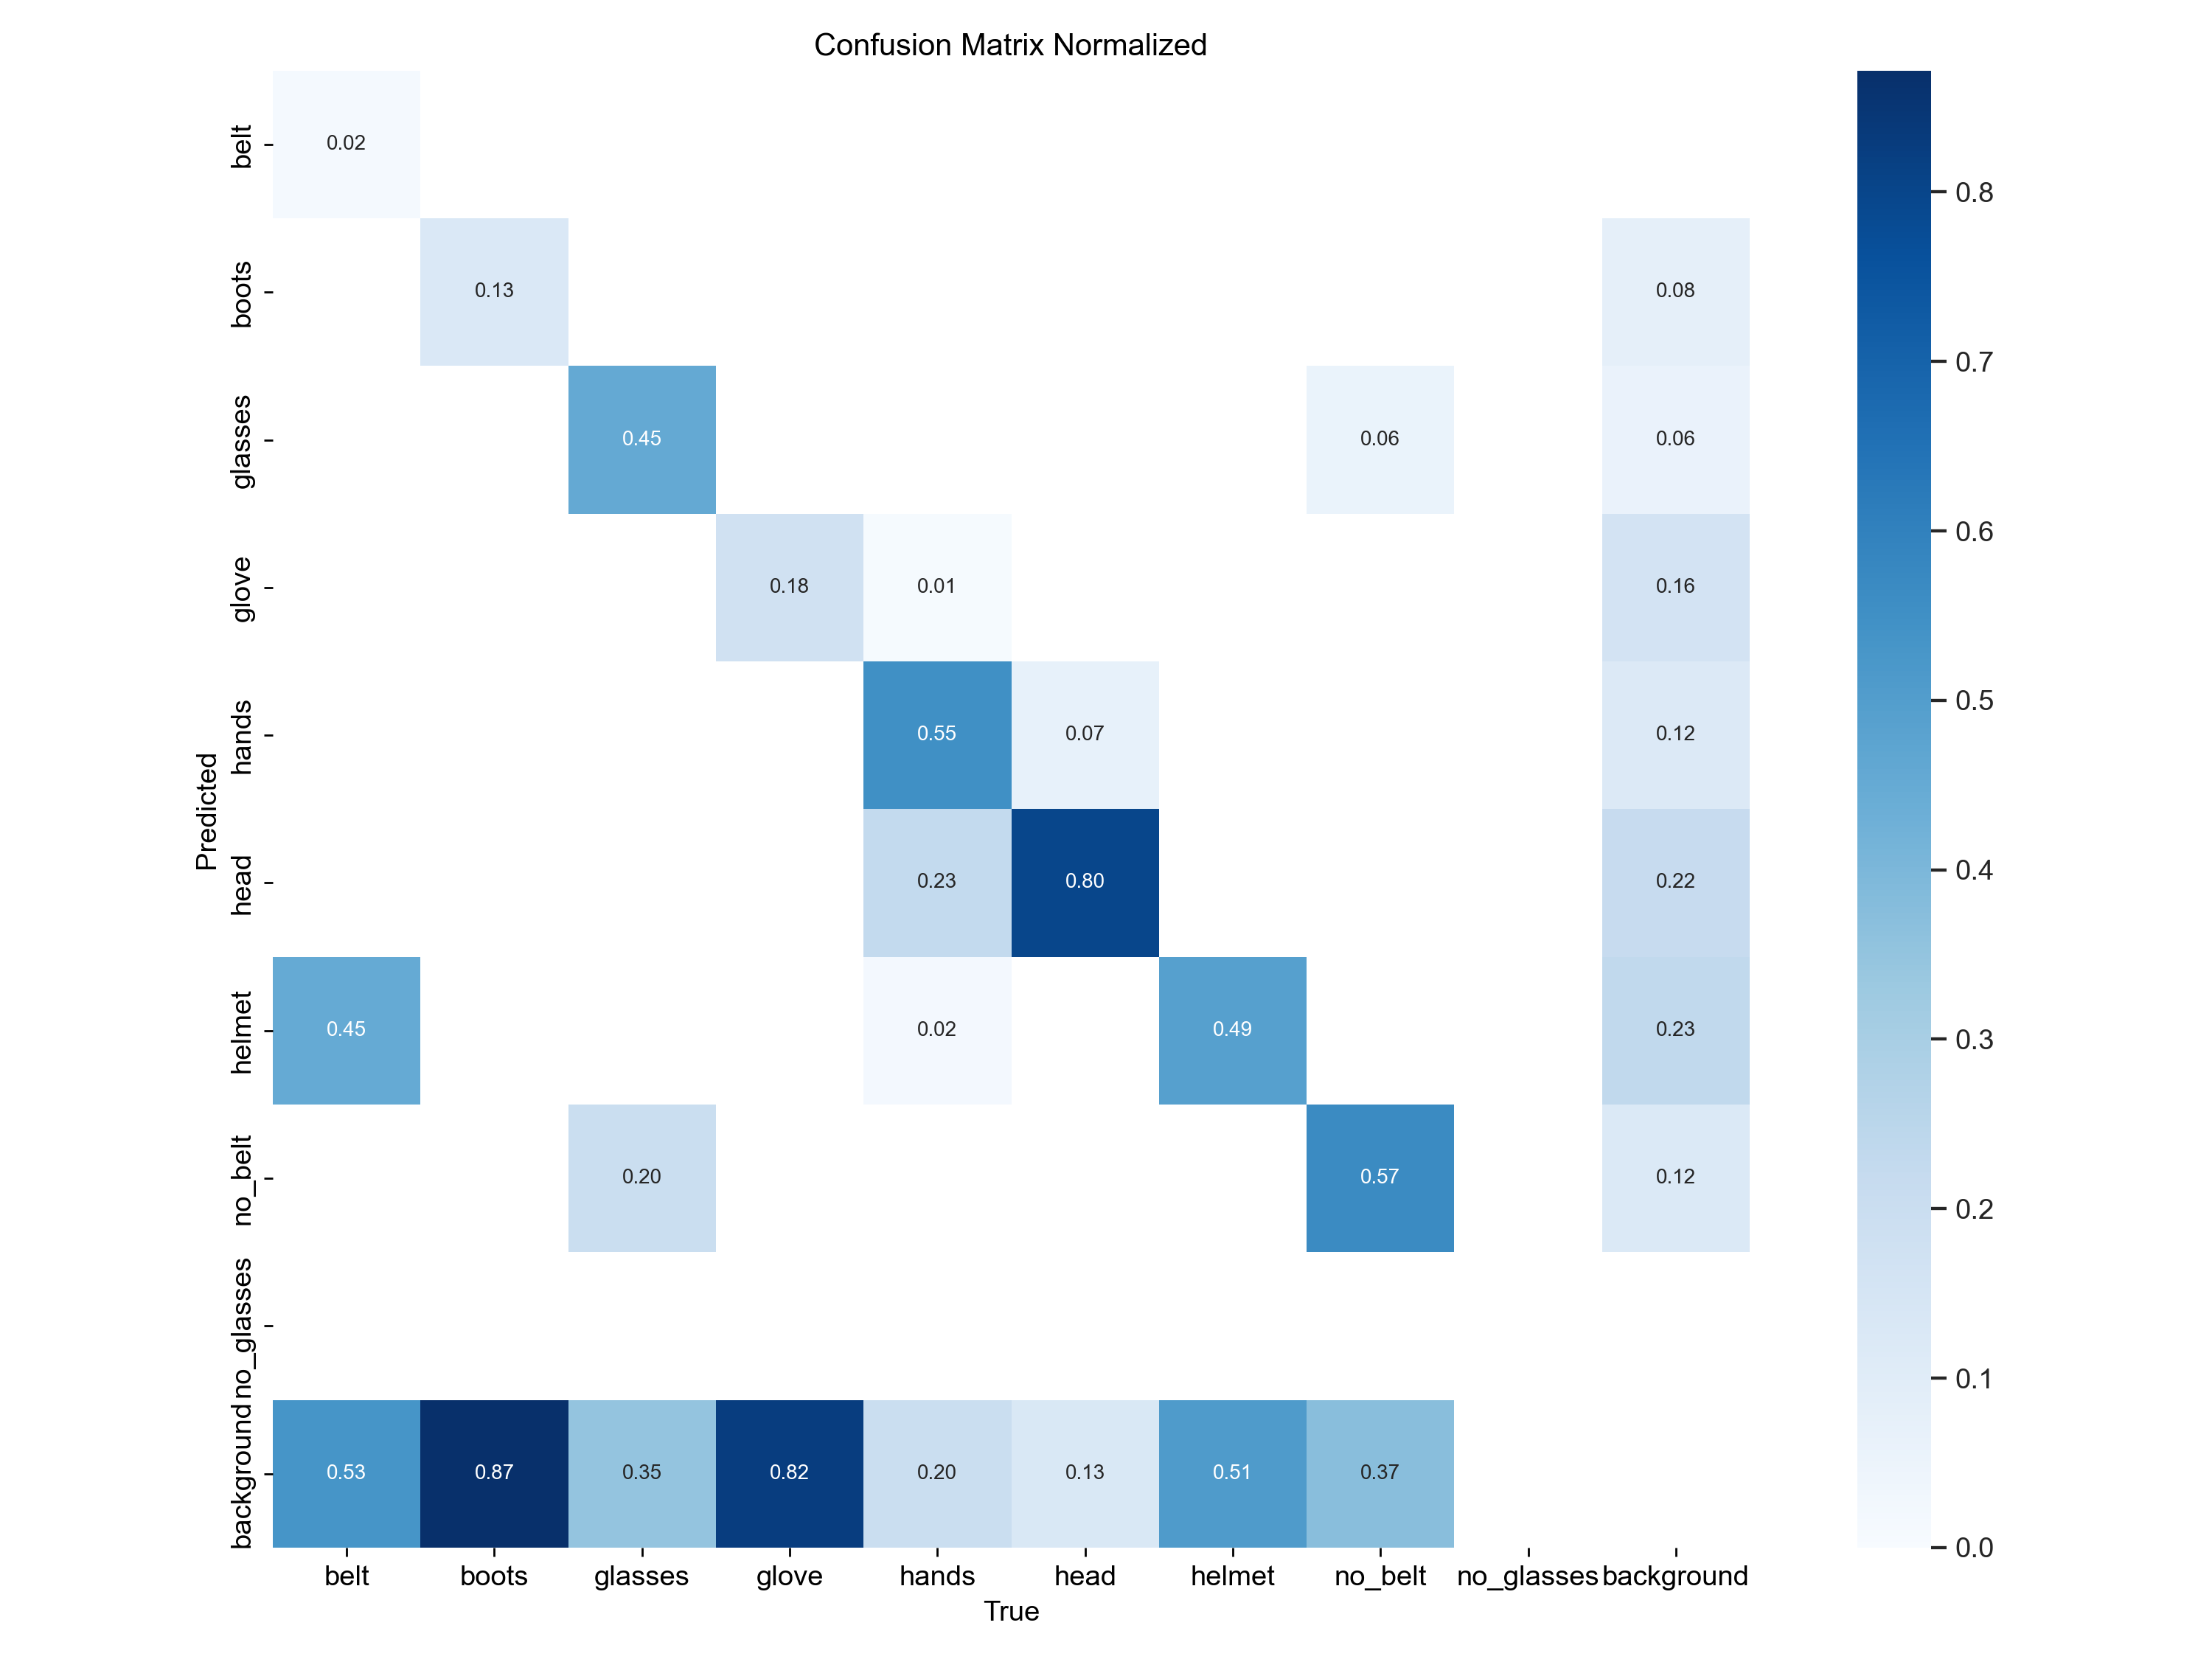 Confusion Matrix Normalized
belt
0.02
boots
0.13
0.08
glasses
0.45
0.06
0.06
glove
0.18
0.01
0.16
hands
0.55
0.07
0.12
head
0.23
0.80
0.22
helmet
0.45
0.02
0.49
0.23
no_belt
0.20
0.57
0.12
no_glasses
background
0.53
0.87
0.35
0.82
0.20
0.13
0.51
0.37
Predicted
belt
boots
glasses
glove
hands
head
helmet
no_belt
no_glasses
background
True
0.8
0.7
0.6
0.5
0.4
0.3
0.2
0.1
0.0